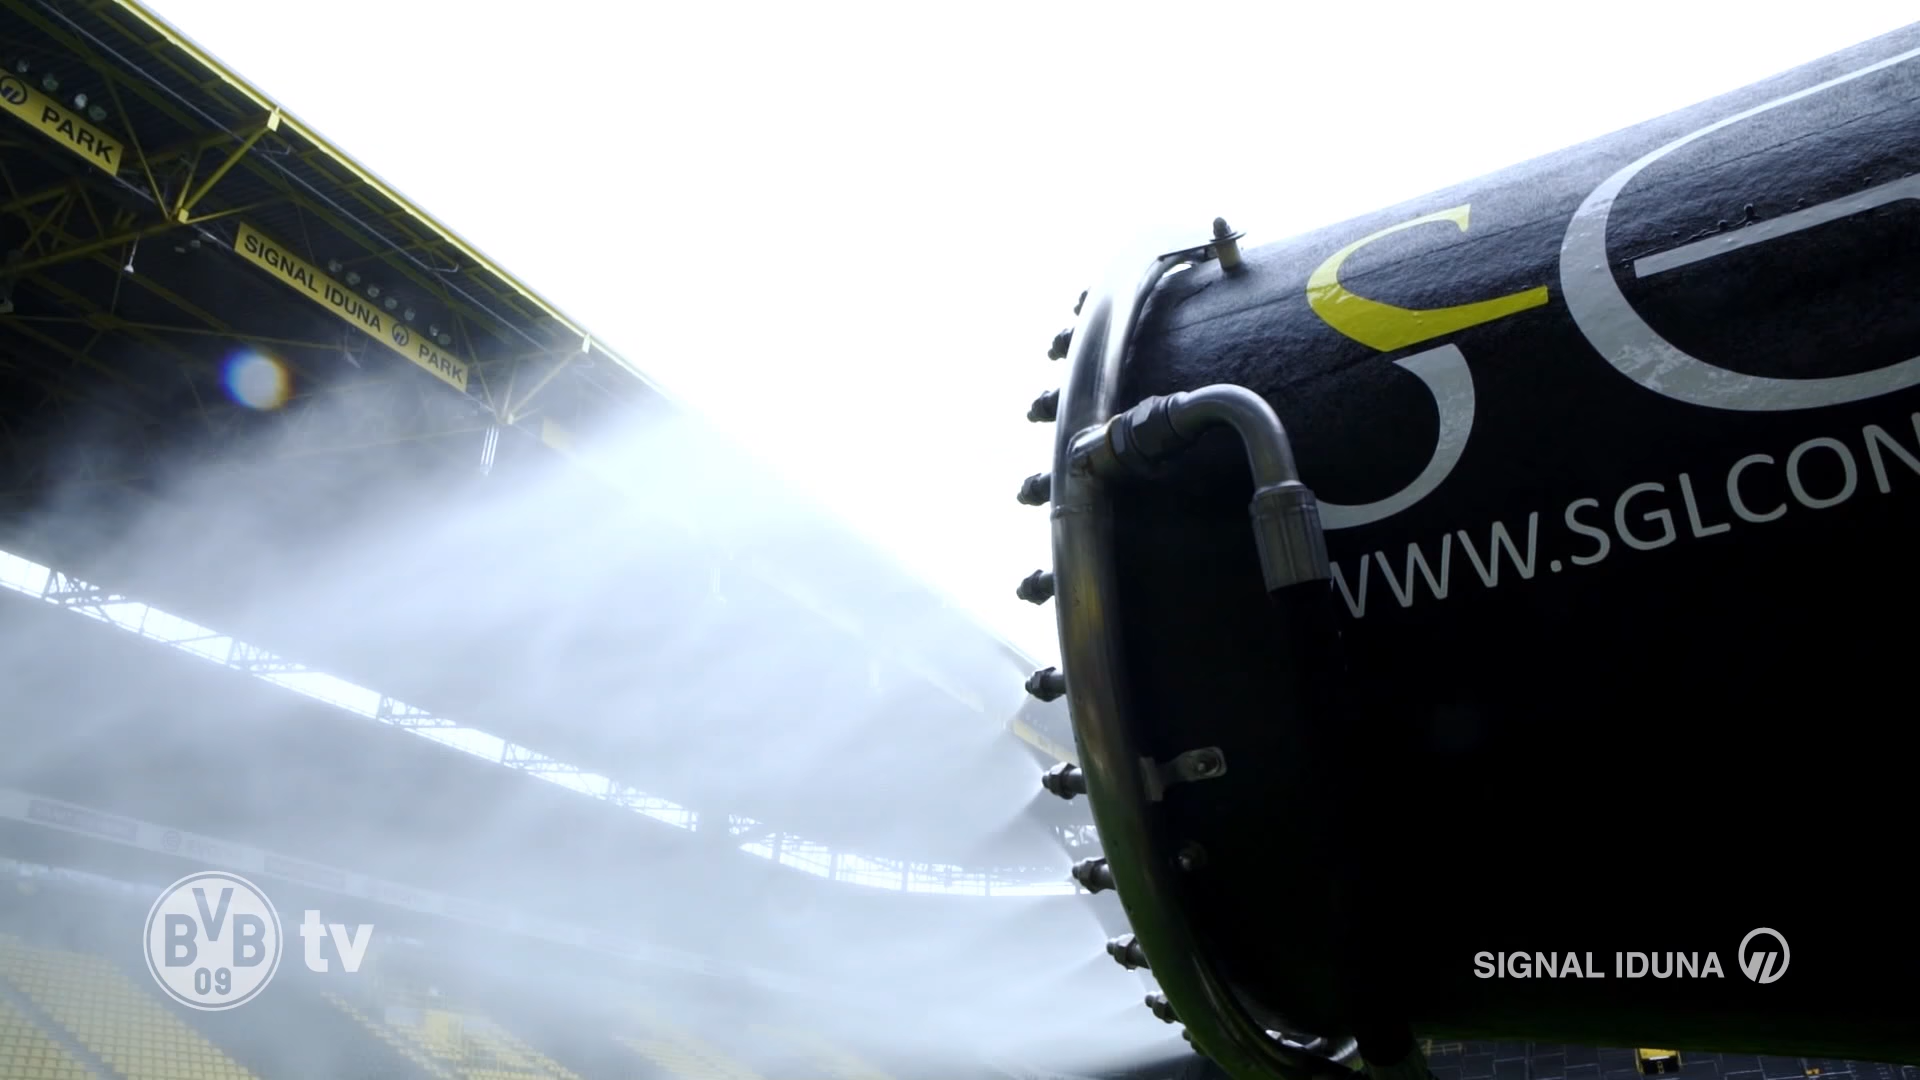 PARK
SIGNAL IDUNA PARK
SG
WWW.SGLCON
BVB
09
tv
SIGNAL IDUNA